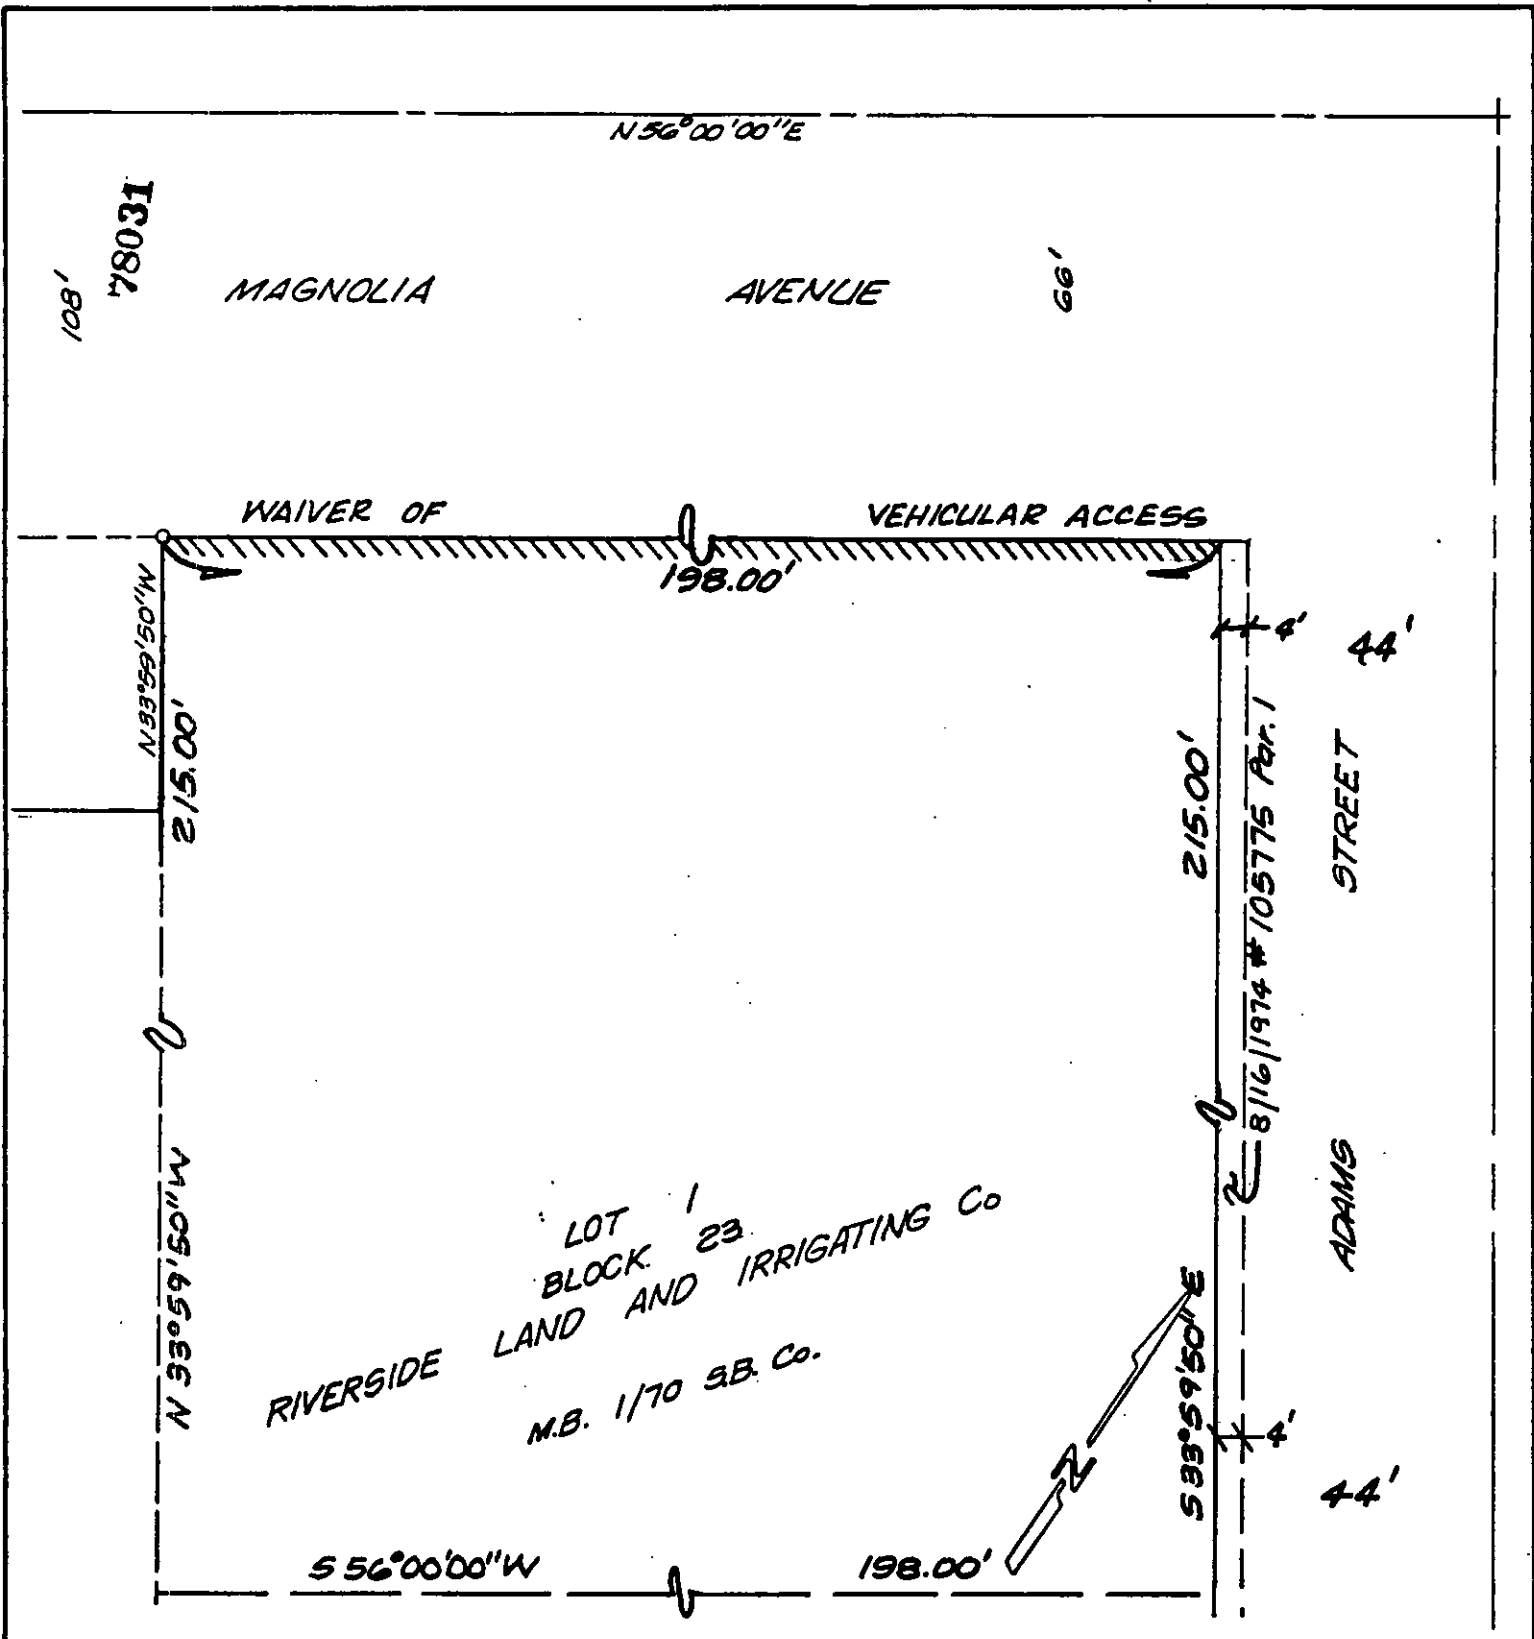 N 56°00'00"E
78031
108'
MAGNOLIA AVENUE
66'
WAIVER OF VEHICULAR ACCESS
198.00'
N 33°59'50"W
215.00'
4'
44'
215.00'
8/16/1974 # 105775 Par. 1
STREET
ADAMS
N 33°59'50"W
LOT 1
BLOCK. 23
RIVERSIDE LAND AND IRRIGATING Co
M.B. 1/70 S.B. Co.
N
S 33°59'50"E
4'
44'
S 56°00'00"W
198.00'